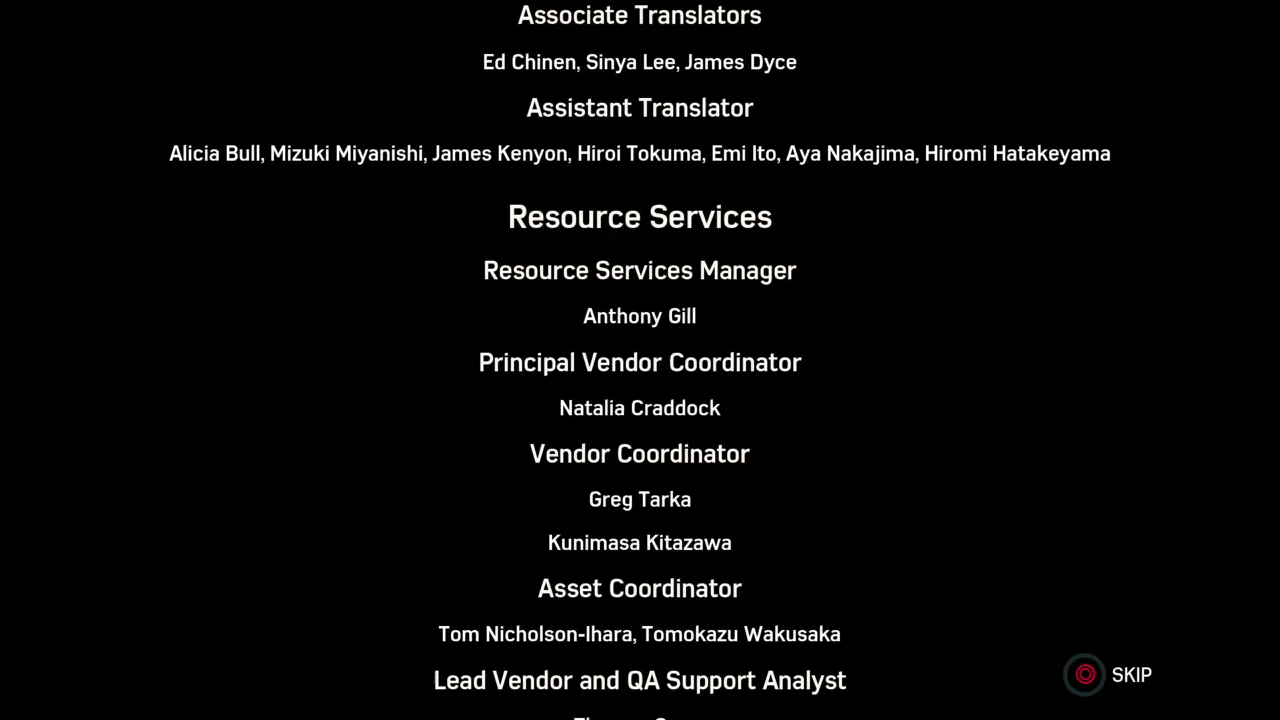 Associate Translators
Ed Chinen, Sinya Lee, James Dyce
Assistant Translator
Alicia Bull, Mizuki Miyanishi, James Kenyon, Hiroi Tokuma, Emi Ito, Aya Nakajima, Hiromi Hatakeyama
Resource Services
Resource Services Manager
Anthony Gill
Principal Vendor Coordinator
Natalia Craddock
Vendor Coordinator
Greg Tarka
Kunimasa Kitazawa
Asset Coordinator
Tom Nicholson-Ihara, Tomokazu Wakusaka
Lead Vendor and QA Support Analyst
SKIP